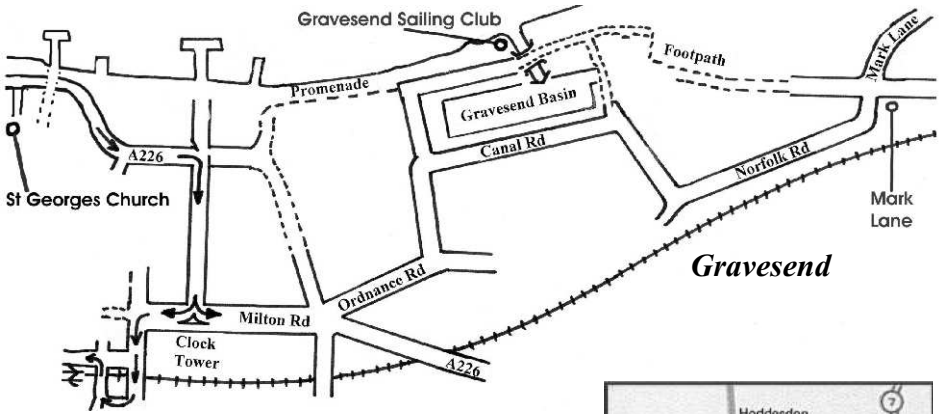 Gravesend Sailing Club
Mark Lane
Footpath
Promenade
Gravesend Basin
Canal Rd
A226
Norfolk Rd
St Georges Church
Mark
Lane
Gravesend
Ordnance Rd
Milton Rd
Clock
Tower
A226
Hoddesdon
7